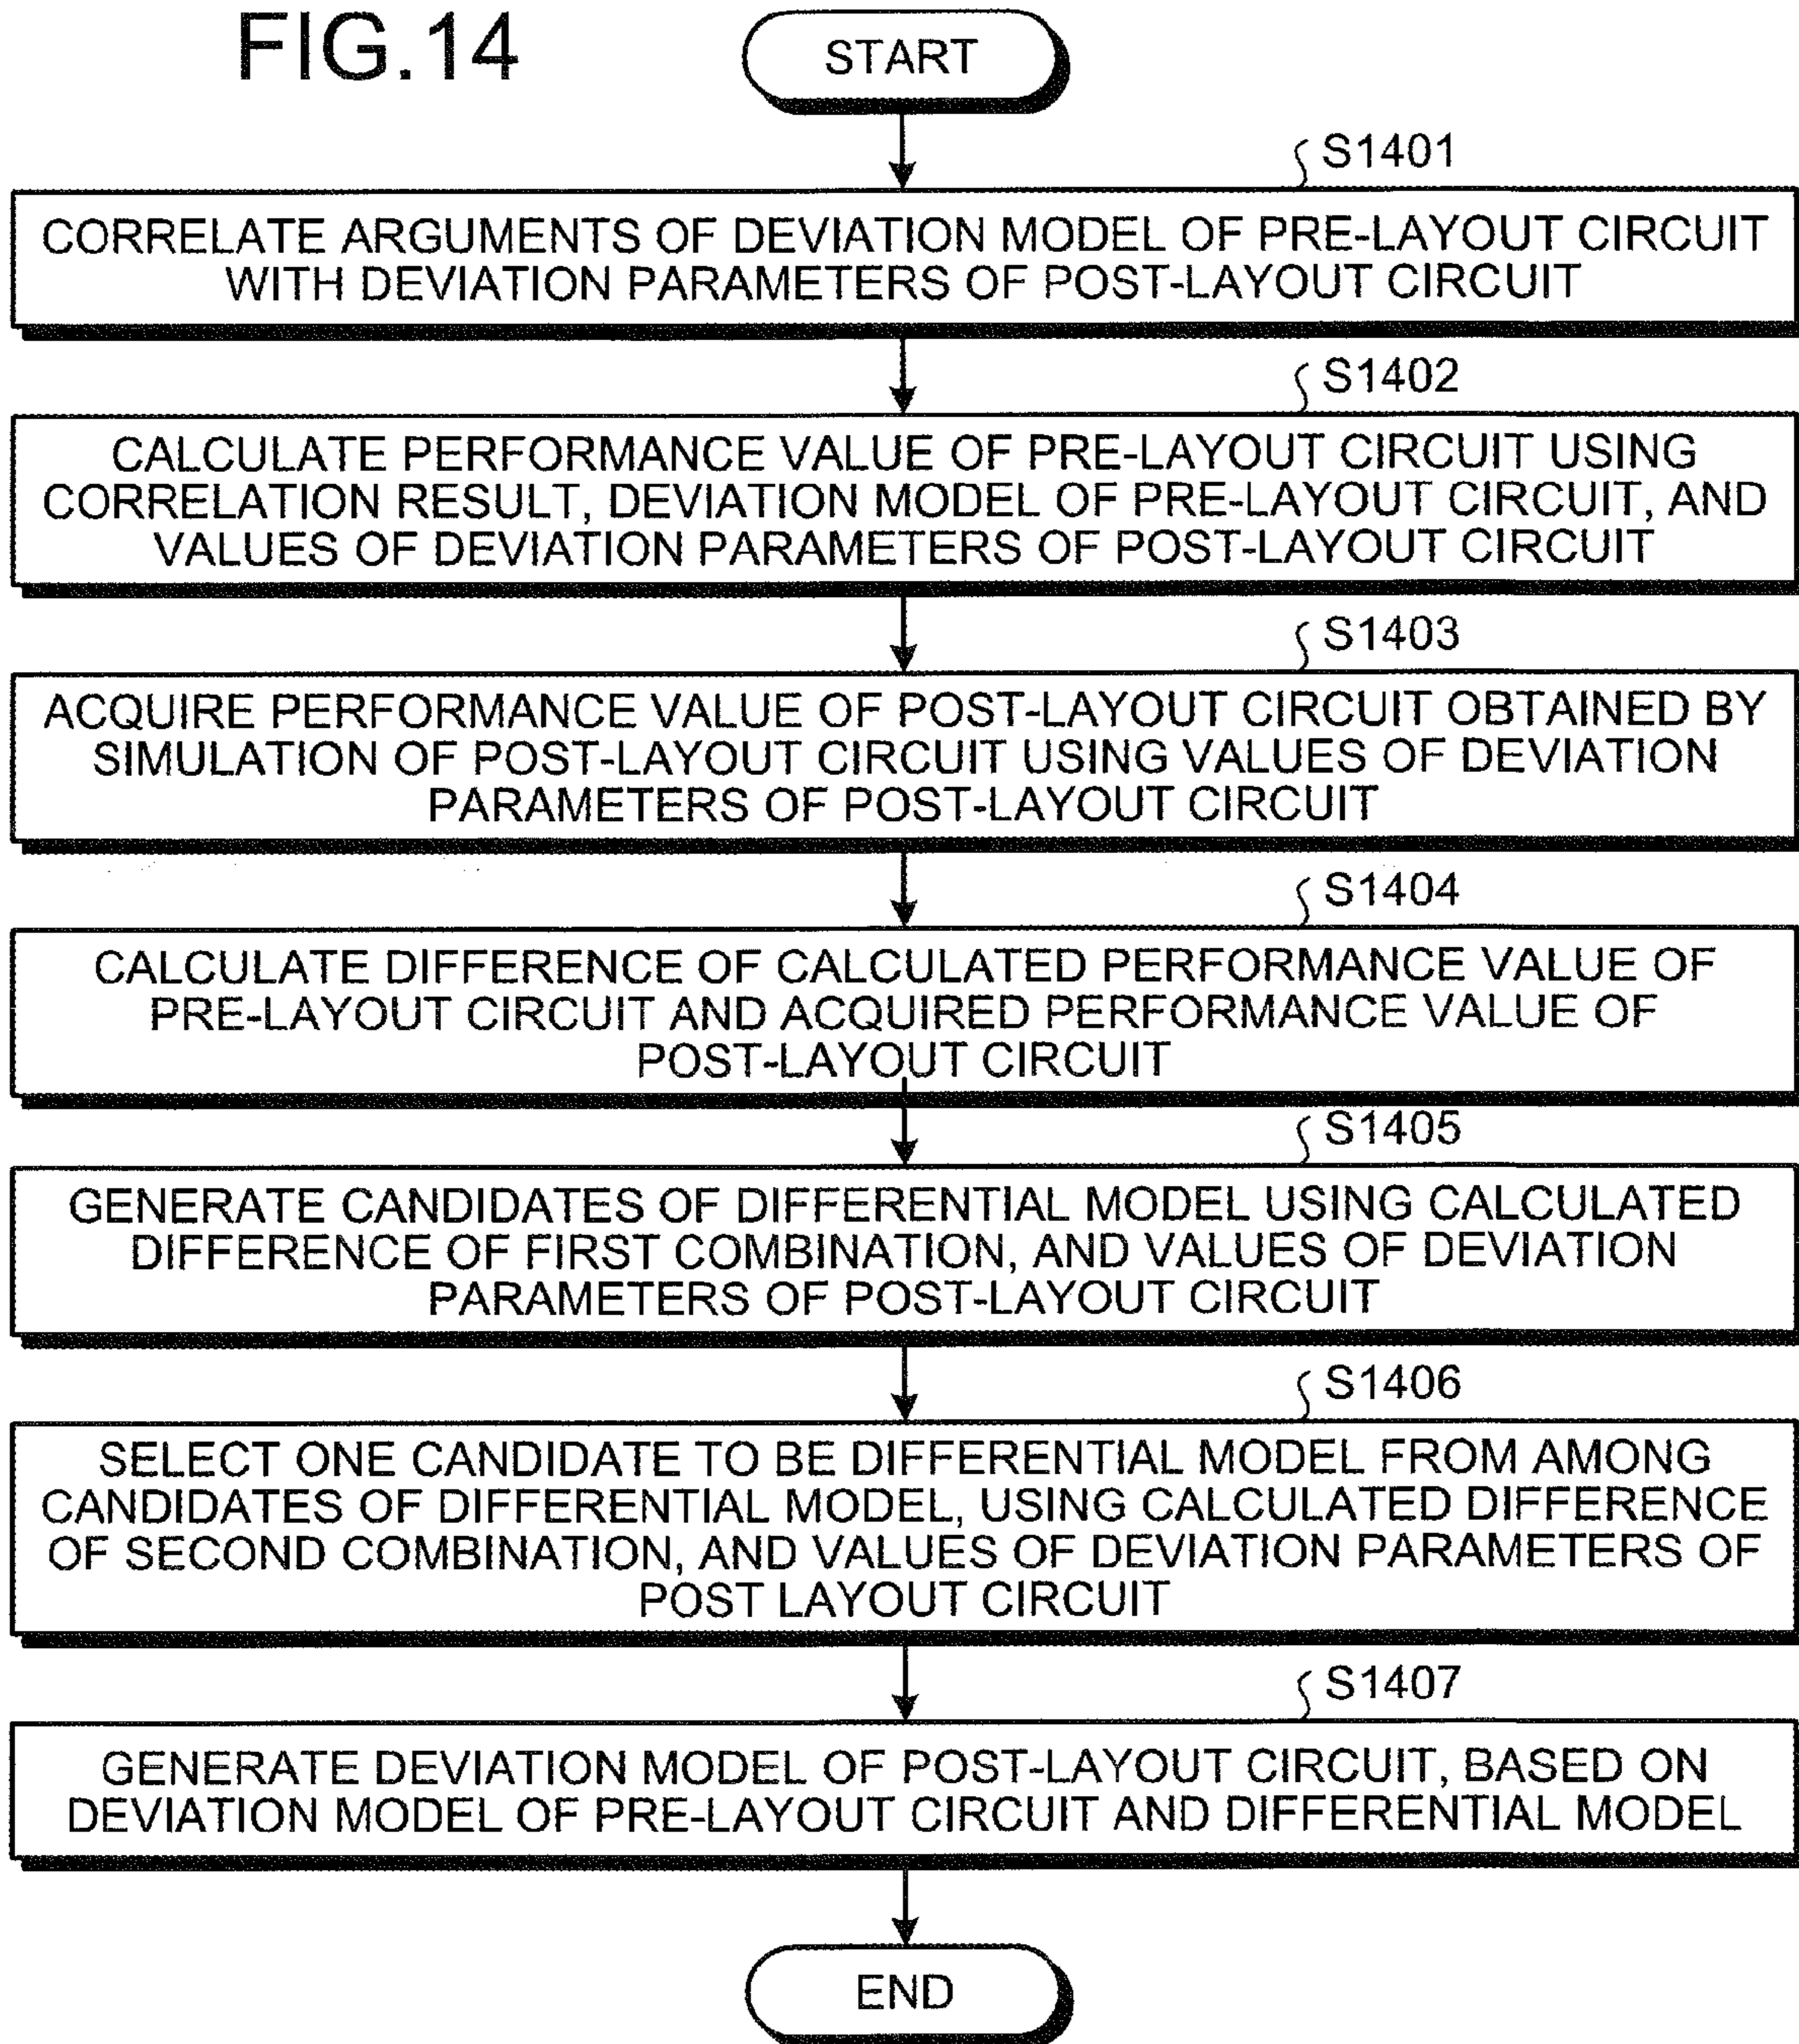 FIG.14
START
S1401
CORRELATE ARGUMENTS OF DEVIATION MODEL OF PRE-LAYOUT CIRCUIT
WITH DEVIATION PARAMETERS OF POST-LAYOUT CIRCUIT
S1402
CALCULATE PERFORMANCE VALUE OF PRE-LAYOUT CIRCUIT USING
CORRELATION RESULT, DEVIATION MODEL OF PRE-LAYOUT CIRCUIT, AND
VALUES OF DEVIATION PARAMETERS OF POST-LAYOUT CIRCUIT
S1403
ACQUIRE PERFORMANCE VALUE OF POST-LAYOUT CIRCUIT OBTAINED BY
SIMULATION OF POST-LAYOUT CIRCUIT USING VALUES OF DEVIATION
PARAMETERS OF POST-LAYOUT CIRCUIT
S1404
CALCULATE DIFFERENCE OF CALCULATED PERFORMANCE VALUE OF
PRE-LAYOUT CIRCUIT AND ACQUIRED PERFORMANCE VALUE OF
POST-LAYOUT CIRCUIT
S1405
GENERATE CANDIDATES OF DIFFERENTIAL MODEL USING CALCULATED
DIFFERENCE OF FIRST COMBINATION, AND VALUES OF DEVIATION
PARAMETERS OF POST-LAYOUT CIRCUIT
S1406
SELECT ONE CANDIDATE TO BE DIFFERENTIAL MODEL FROM AMONG
CANDIDATES OF DIFFERENTIAL MODEL, USING CALCULATED DIFFERENCE
OF SECOND COMBINATION, AND VALUES OF DEVIATION PARAMETERS OF
POST LAYOUT CIRCUIT
S1407
GENERATE DEVIATION MODEL OF POST-LAYOUT CIRCUIT, BASED ON
DEVIATION MODEL OF PRE-LAYOUT CIRCUIT AND DIFFERENTIAL MODEL
END